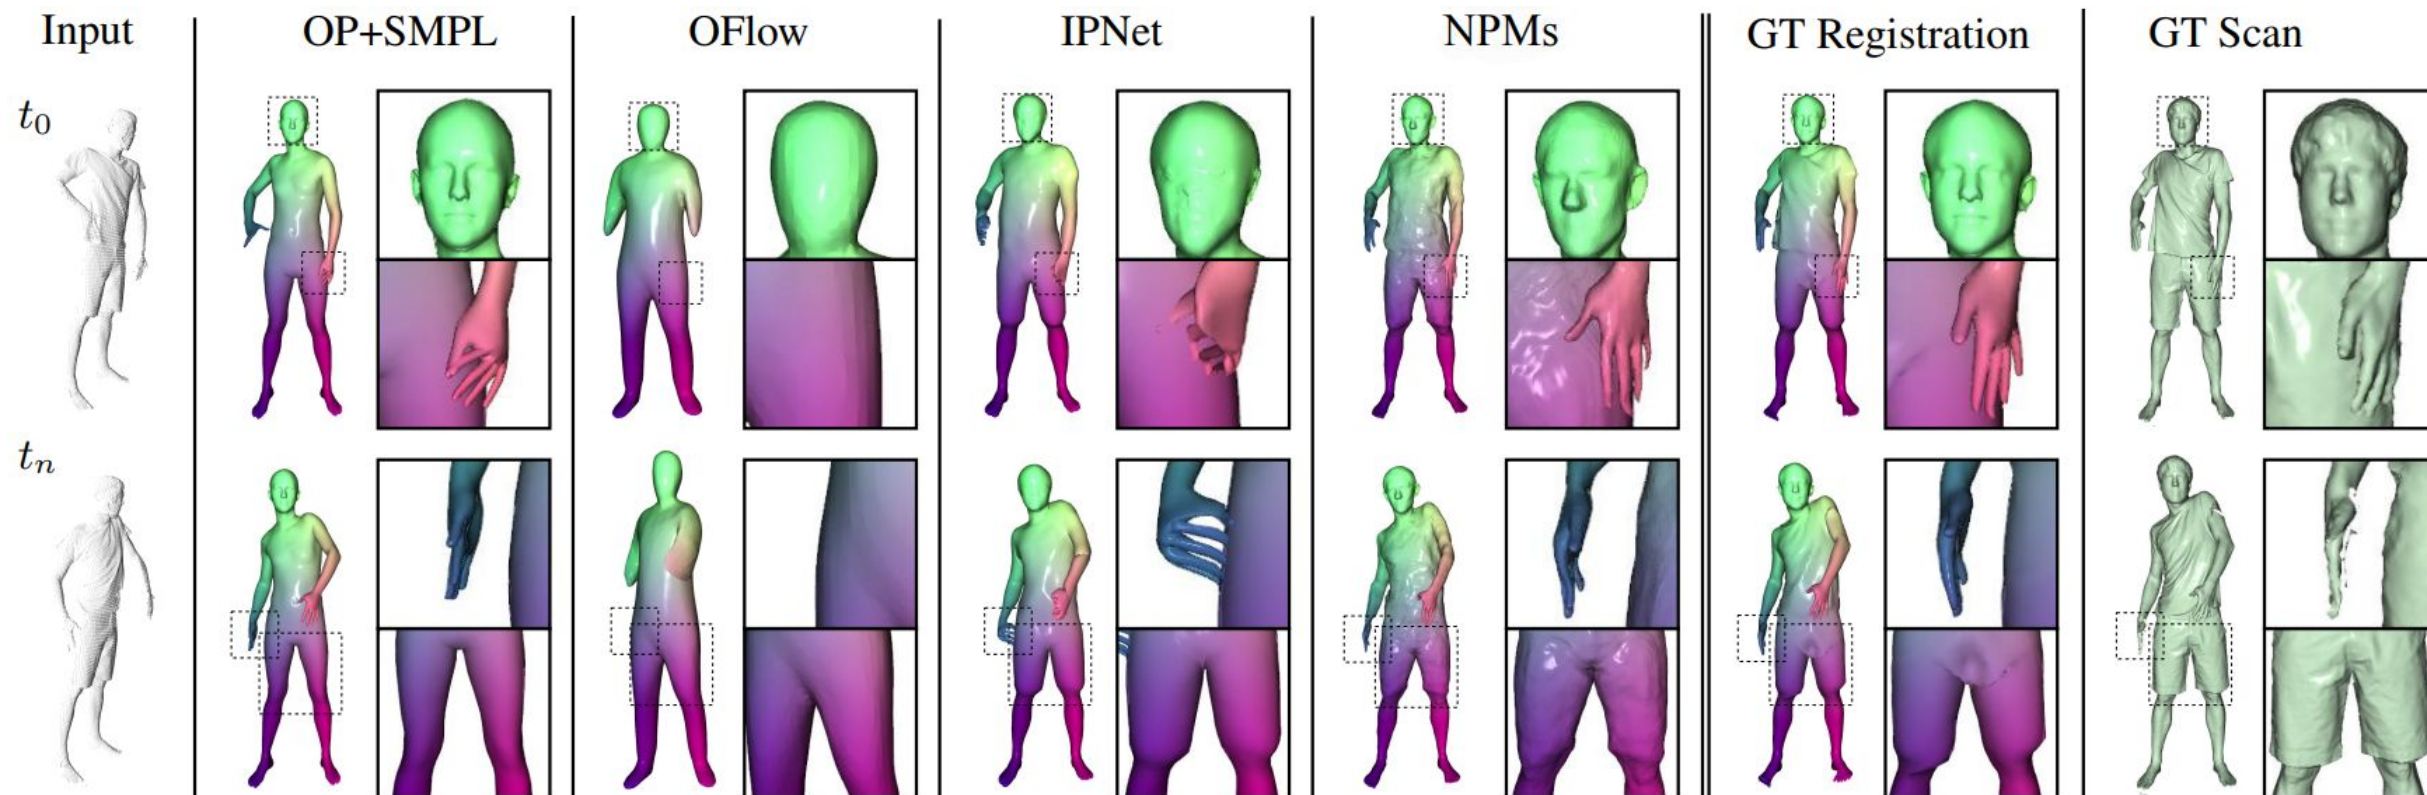 Input OP+SMPL OFlow IPNet NPMs GT Registration GT Scan
t₀
tₙ